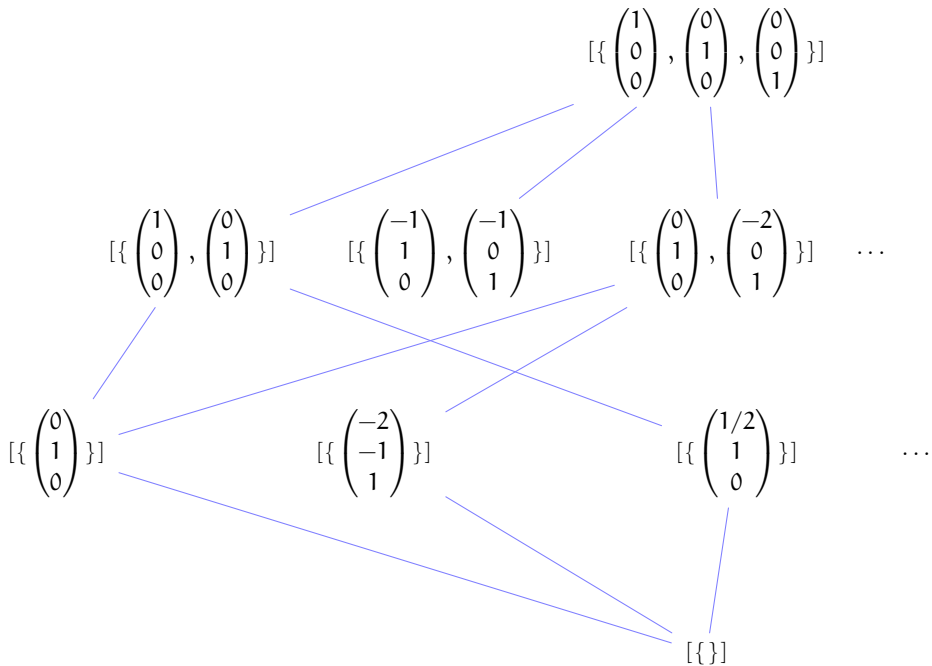 [{ (1 0 0) , (0 1 0) , (0 0 1) }]
[{ (1 0 0) , (0 1 0) }] [{ (−1 1 0) , (−1 0 1) }] [{ (0 1 0) , (−2 0 1) }] ···
[{ (0 1 0) }] [{ (−2 −1 1) }] [{ (1/2 1 0) }] ···
[{}]